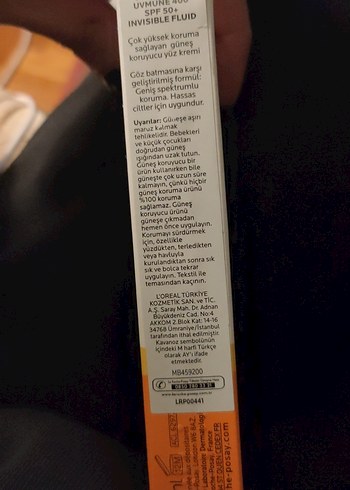 UVMUNE 400
SPF 50+
INVISIBLE FLUID
Çok yüksek koruma
sağlayan güneş
koruyucu yüz kremi
Göz batmasına karşı
geliştirilmiş formül:
Geniş spektrumlu
koruma. Hassas
ciltler için uygundur.
Uyarılar: Güneşe aşırı
maruz kalmak
tehlikelidir. Bebekleri
ve küçük çocukları
doğrudan güneş
ışığından uzak tutun.
Güneş koruyucu bir
ürün kullanırken bile
güneşte çok uzun süre
kalmayın, çünkü hiçbir
güneş koruma ürünü
%100 koruma
sağlamaz. Güneş
koruyucu ürünü
güneşe çıkmadan
hemen önce uygulayın.
Korumayı sürdürmek
için, özellikle
yüzdükten, terledikten
veya havluyla
kurulandıktan sonra sık
sık ve bolca tekrar
uygulayın. Tekstil ile
temasından kaçının.
L'OREAL TÜRKİYE
KOZMETİK SAN. ve TİC.
A.Ş. Saray Mah. Dr. Adnan
Büyükdeniz Cad. No:4
AKKOM 2.Blok Kat: 14-16
34768 Ümraniye/İstanbul
tarafından ithal edilmiştir.
Kavanoz sembolünün
içindeki M harfi Türkçe
olarak AY'ı ifade
etmektedir.
MB459200
LRP00441
12M
he-posay.com